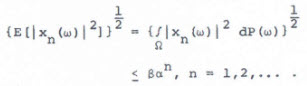 {E[|x_n(ω)|²]}^{1/2} = {∫_Ω |x_n(ω)|² dP(ω)}^{1/2}
≤ βα^n, n = 1,2,... .